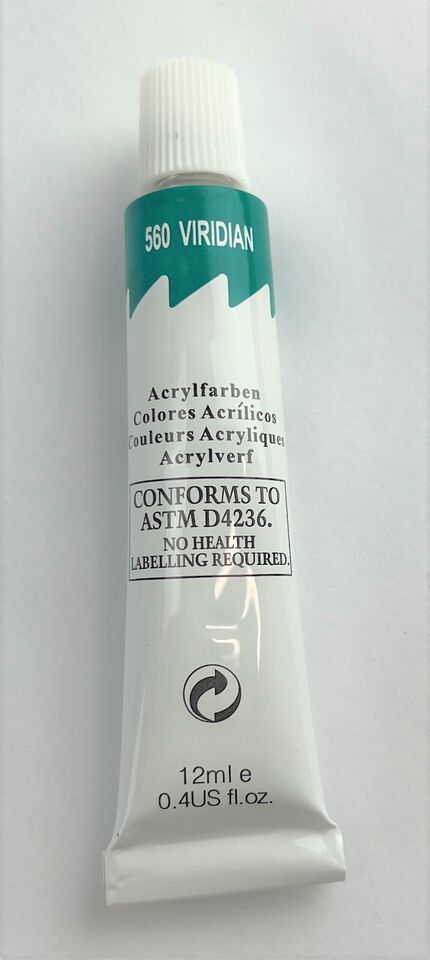 560 VIRIDIAN
Acrylfarben
Colores Acrílicos
Couleurs Acryliques
Acrylverf
CONFORMS TO
ASTM D4236.
NO HEALTH
LABELLING REQUIRED.
12ml e
0.4US fl.oz.